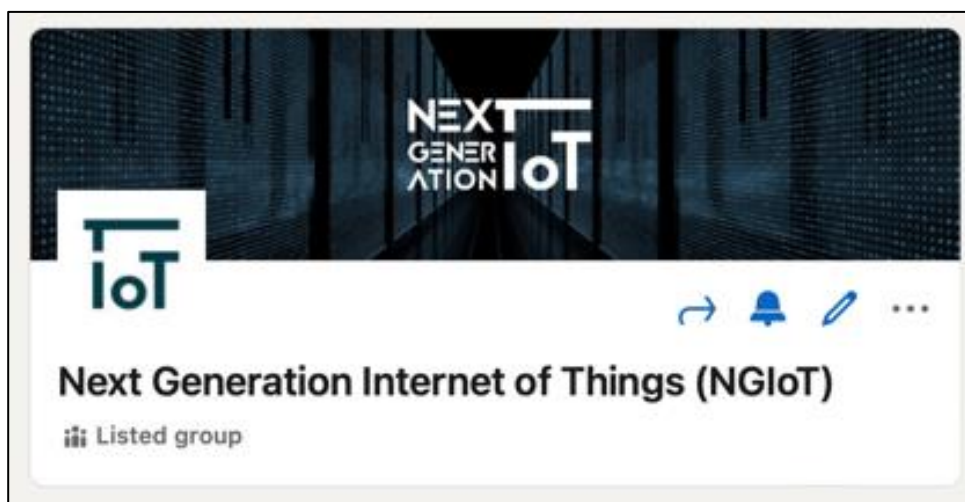 NEXT
GENER
ATION IoT
IoT
Next Generation Internet of Things (NGIoT)
Listed group